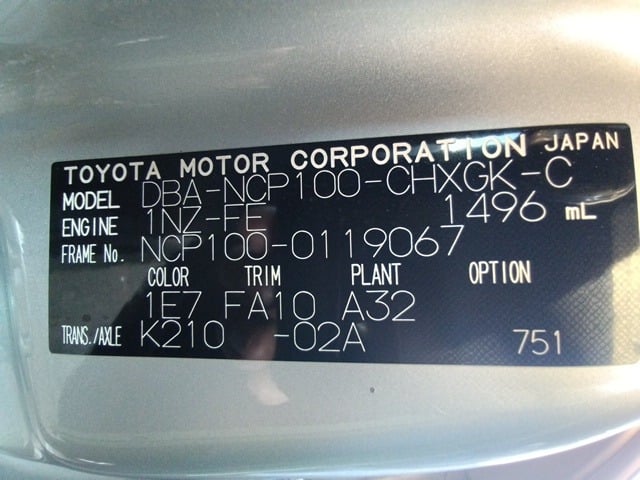 TOYOTA MOTOR CORPORATION JAPAN
MODEL DBA-NCP100-CHXGK-C
ENGINE 1NZ-FE 1496 mL
FRAME No. NCP100-0119067
COLOR TRIM PLANT OPTION
1E7 FA10 A32
TRANS./AXLE K210 -02A 751